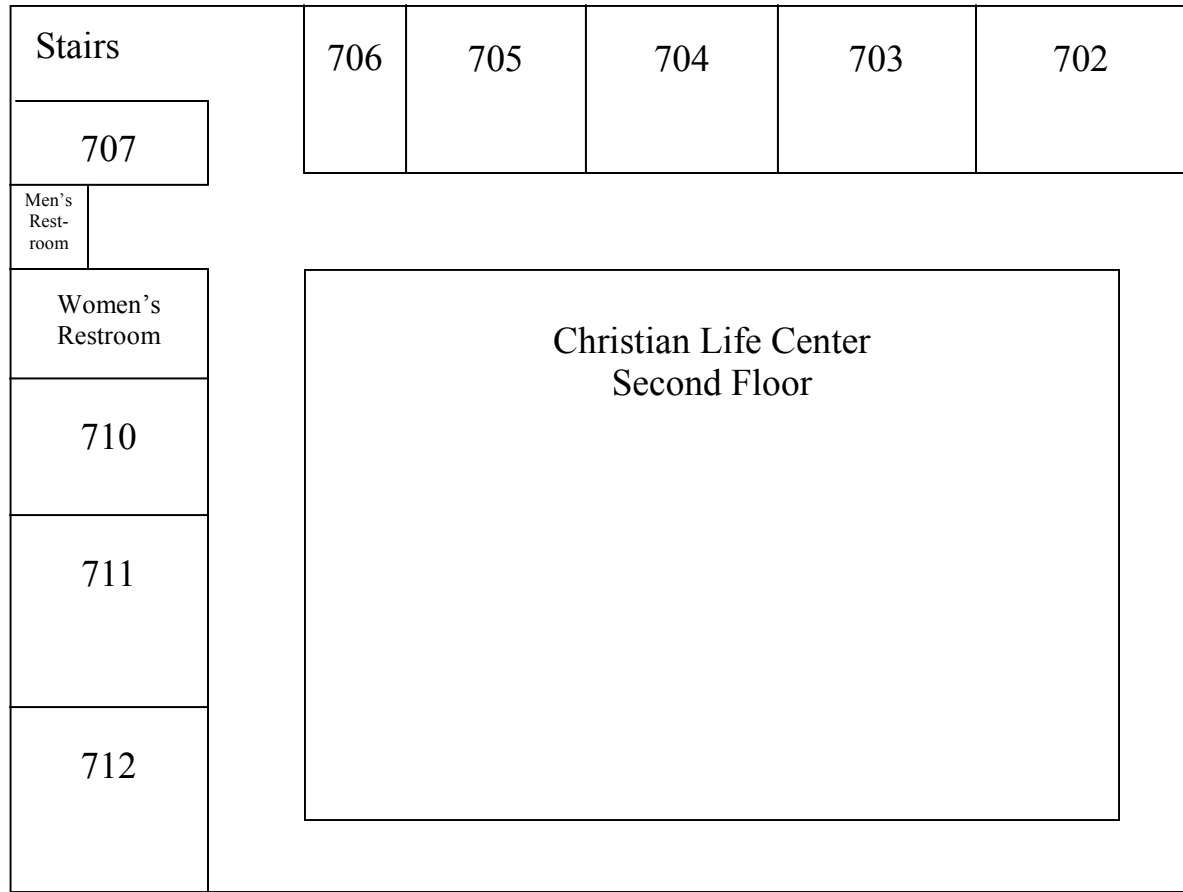 Stairs
706
705
704
703
702
707
Men’s
Rest-
room
Women’s
Restroom
Christian Life Center
Second Floor
710
711
712